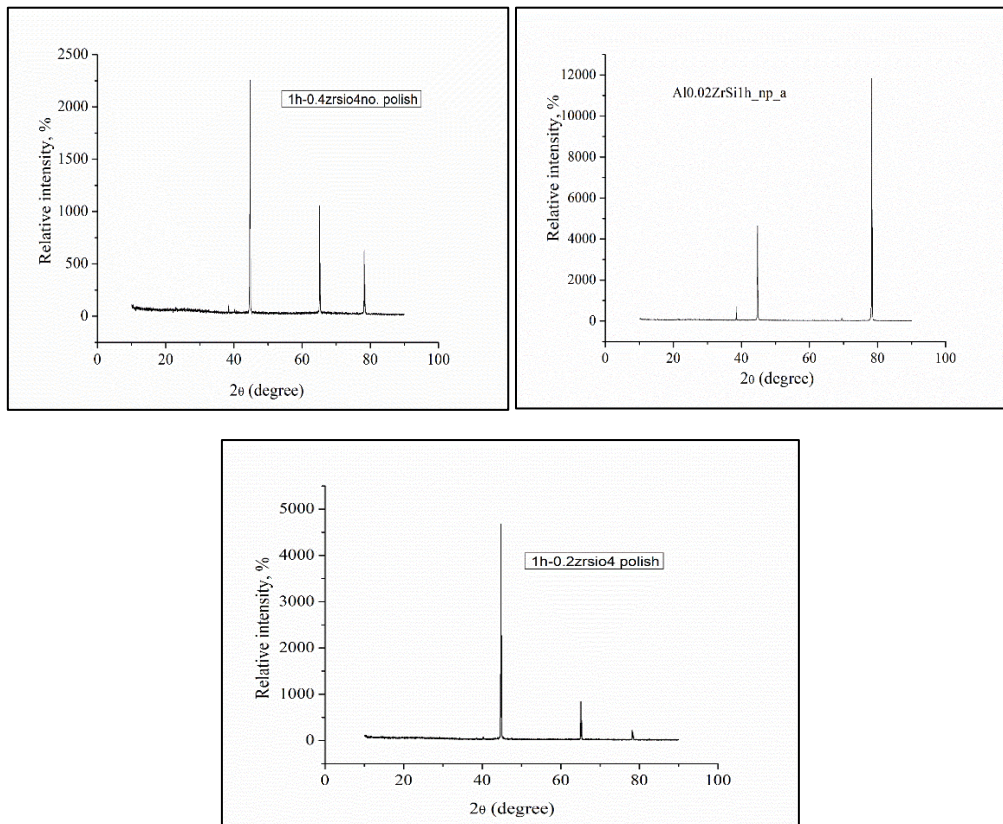 2500
2000
1500
1000
500
0
Relative intensity, %
1h-0.4zrsio4no. polish
0 20 40 60 80 100
2θ (degree)
12000
10000
8000
6000
4000
2000
0
Relative intensity, %
Al0.02ZrSi1h_np_a
0 20 40 60 80 100
2θ (degree)
5000
4000
3000
2000
1000
0
Relative intensity, %
1h-0.2zrsio4 polish
0 20 40 60 80 100
2θ (degree)